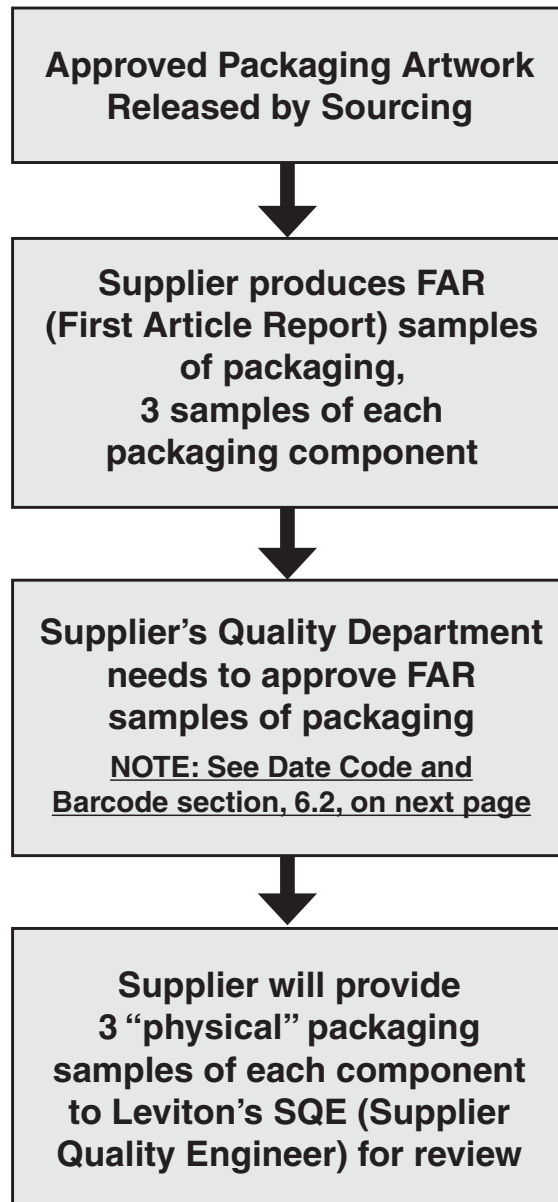 Approved Packaging Artwork
Released by Sourcing
Supplier produces FAR
(First Article Report) samples
of packaging,
3 samples of each
packaging component
Supplier’s Quality Department
needs to approve FAR
samples of packaging
NOTE: See Date Code and
Barcode section, 6.2, on next page
Supplier will provide
3 “physical” packaging
samples of each component
to Leviton’s SQE (Supplier
Quality Engineer) for review